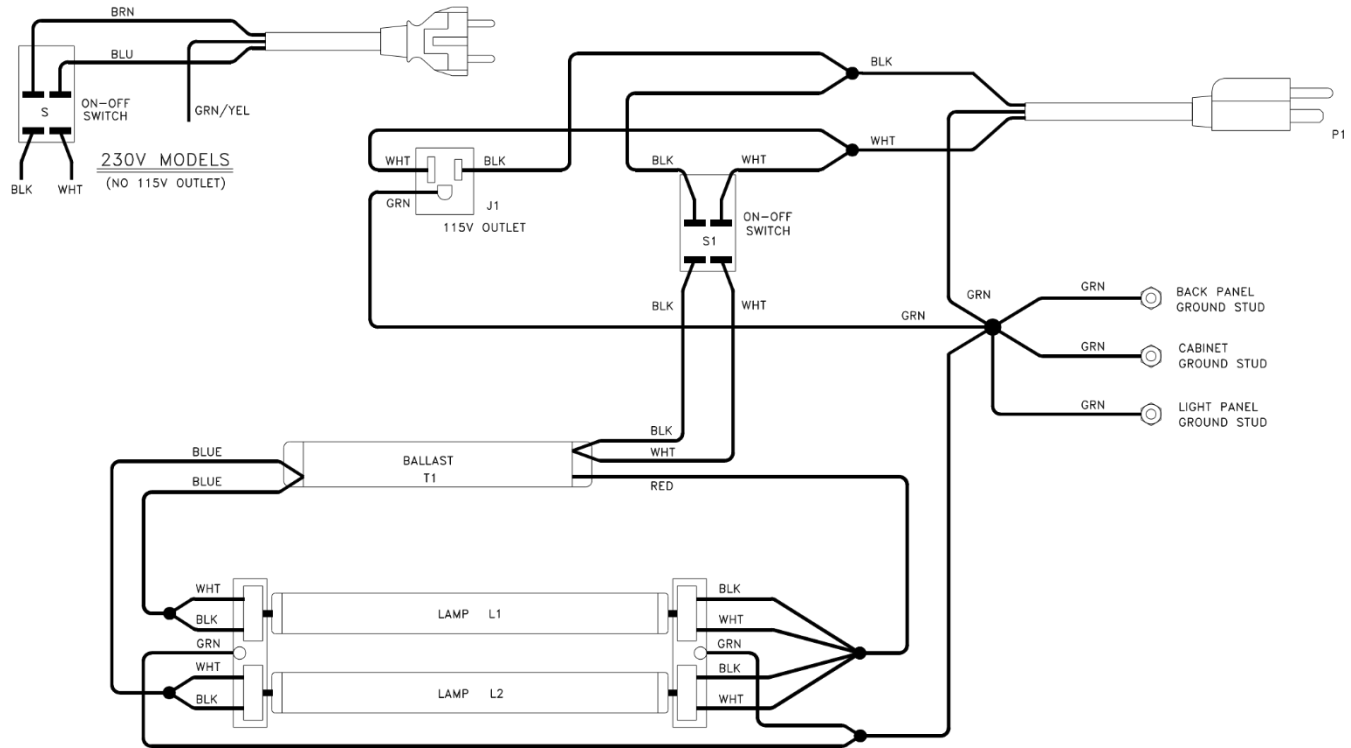 BRN
BLU
S
ON-OFF
SWITCH
GRN/YEL
BLK
WHT
230V MODELS
(NO 115V OUTLET)
BLK
WHT
P1
WHT
BLK
GRN
J1
115V OUTLET
BLK
WHT
ON-OFF
SWITCH
S1
BLK
WHT
GRN
GRN
GRN
BACK PANEL
GROUND STUD
GRN
CABINET
GROUND STUD
GRN
LIGHT PANEL
GROUND STUD
BLUE
BLUE
BALLAST
T1
BLK
WHT
RED
WHT
BLK
LAMP L1
BLK
WHT
GRN
GRN
WHT
BLK
LAMP L2
BLK
WHT